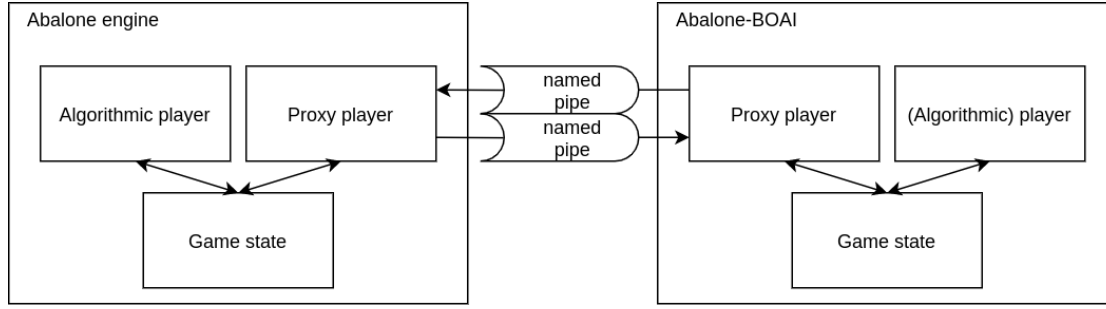 Abalone engine
Abalone-BOAI
Algorithmic player
Proxy player
named
pipe
named
pipe
Proxy player
(Algorithmic) player
Game state
Game state